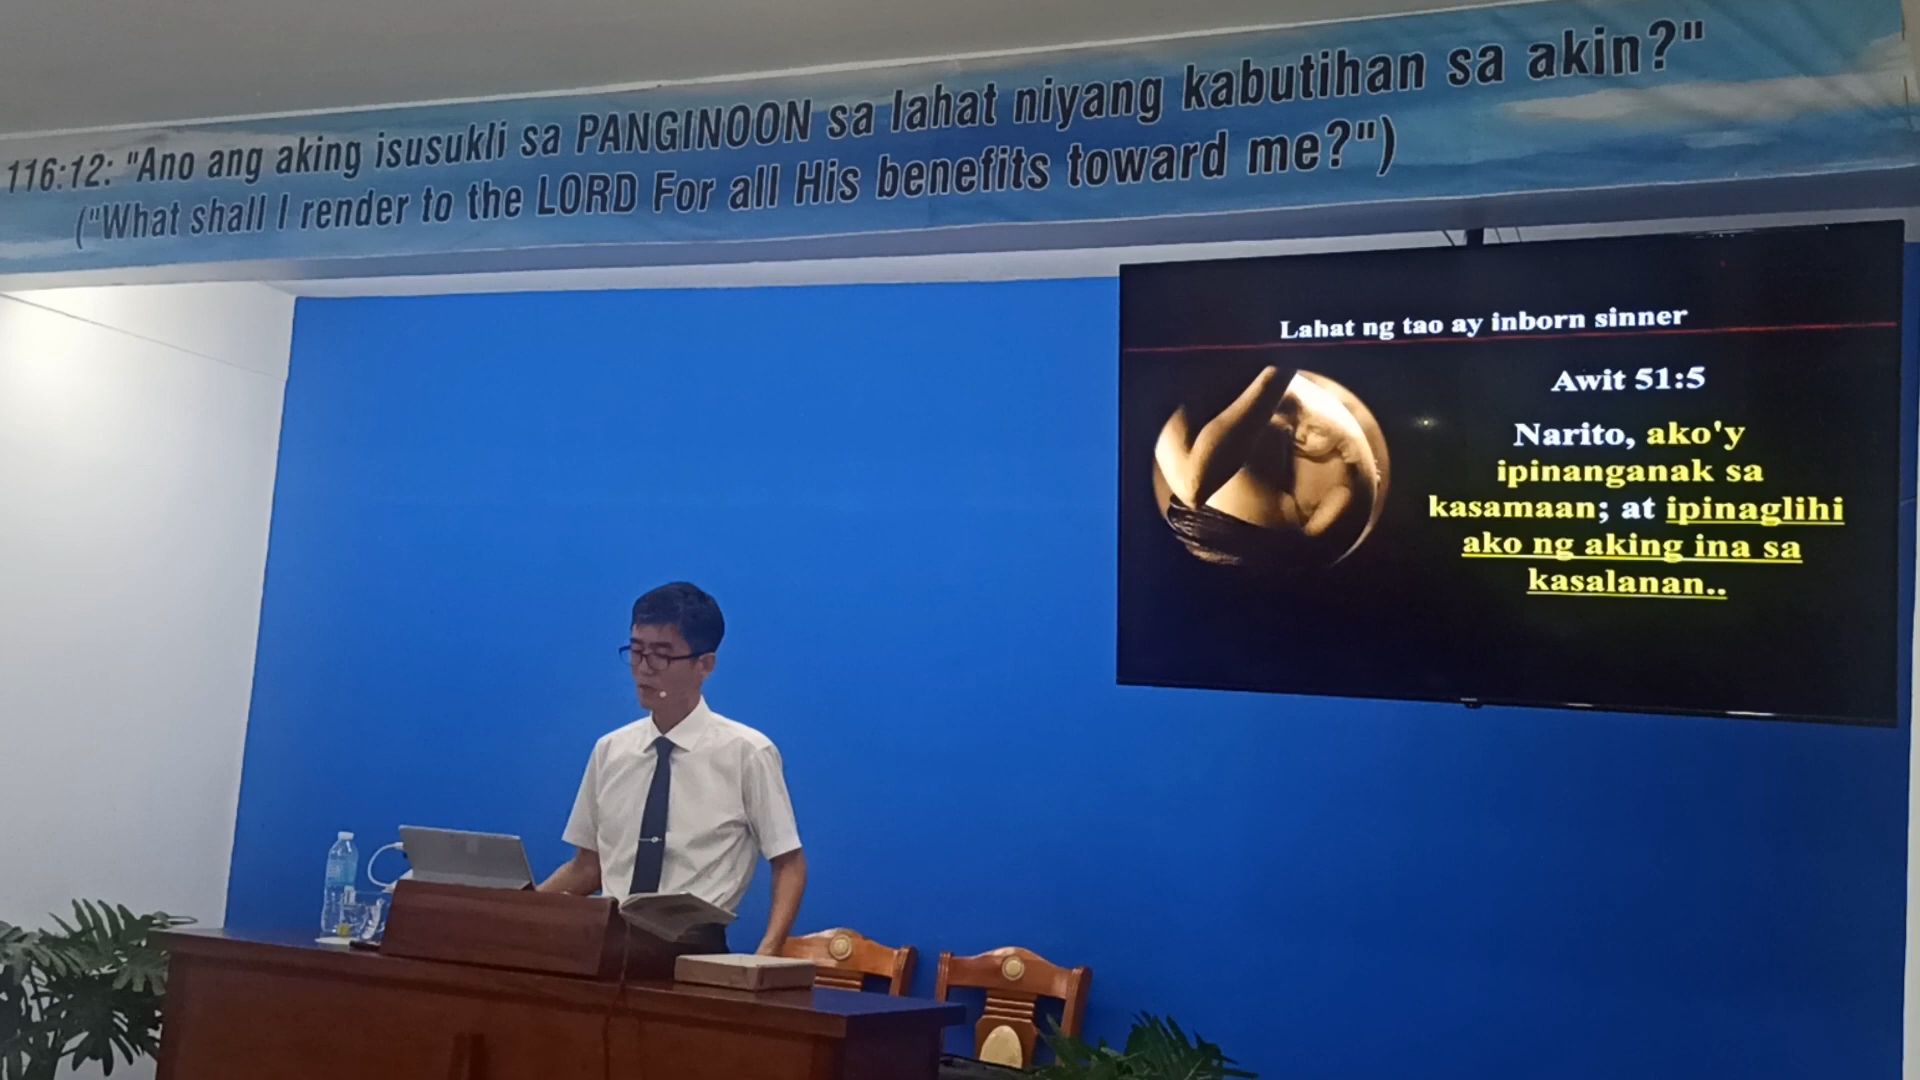 116:12: "Ano ang aking isusukli sa PANGINOON sa lahat niyang kabutihan sa akin?"
("What shall I render to the LORD For all His benefits toward me?")
Lahat ng tao ay inborn sinner
Awit 51:5
Narito, ako'y
ipinanganak sa
kasamaan; at ipinaglihi
ako ng aking ina sa
kasalanan..